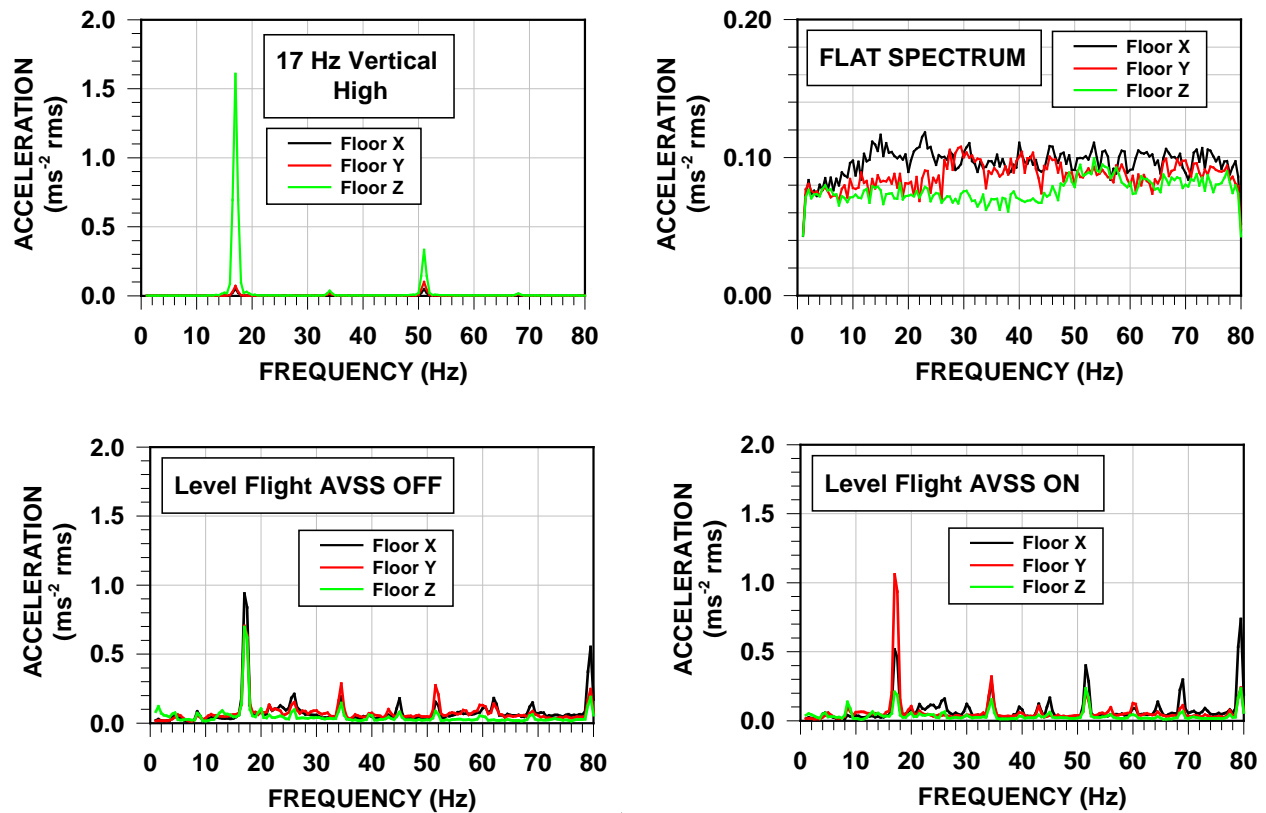 2.0
1.5
1.0
0.5
0.0
ACCELERATION
(ms⁻² rms)
17 Hz Vertical
High
Floor X
Floor Y
Floor Z
0 10 20 30 40 50 60 70 80
FREQUENCY (Hz)
0.20
0.10
0.00
ACCELERATION
(ms⁻² rms)
FLAT SPECTRUM
Floor X
Floor Y
Floor Z
0 10 20 30 40 50 60 70 80
FREQUENCY (Hz)
2.0
1.5
1.0
0.5
0.0
ACCELERATION
(ms⁻² rms)
Level Flight AVSS OFF
Floor X
Floor Y
Floor Z
0 10 20 30 40 50 60 70 80
FREQUENCY (Hz)
2.0
1.5
1.0
0.5
0.0
ACCELERATION
(ms⁻² rms)
Level Flight AVSS ON
Floor X
Floor Y
Floor Z
0 10 20 30 40 50 60 70 80
FREQUENCY (Hz)